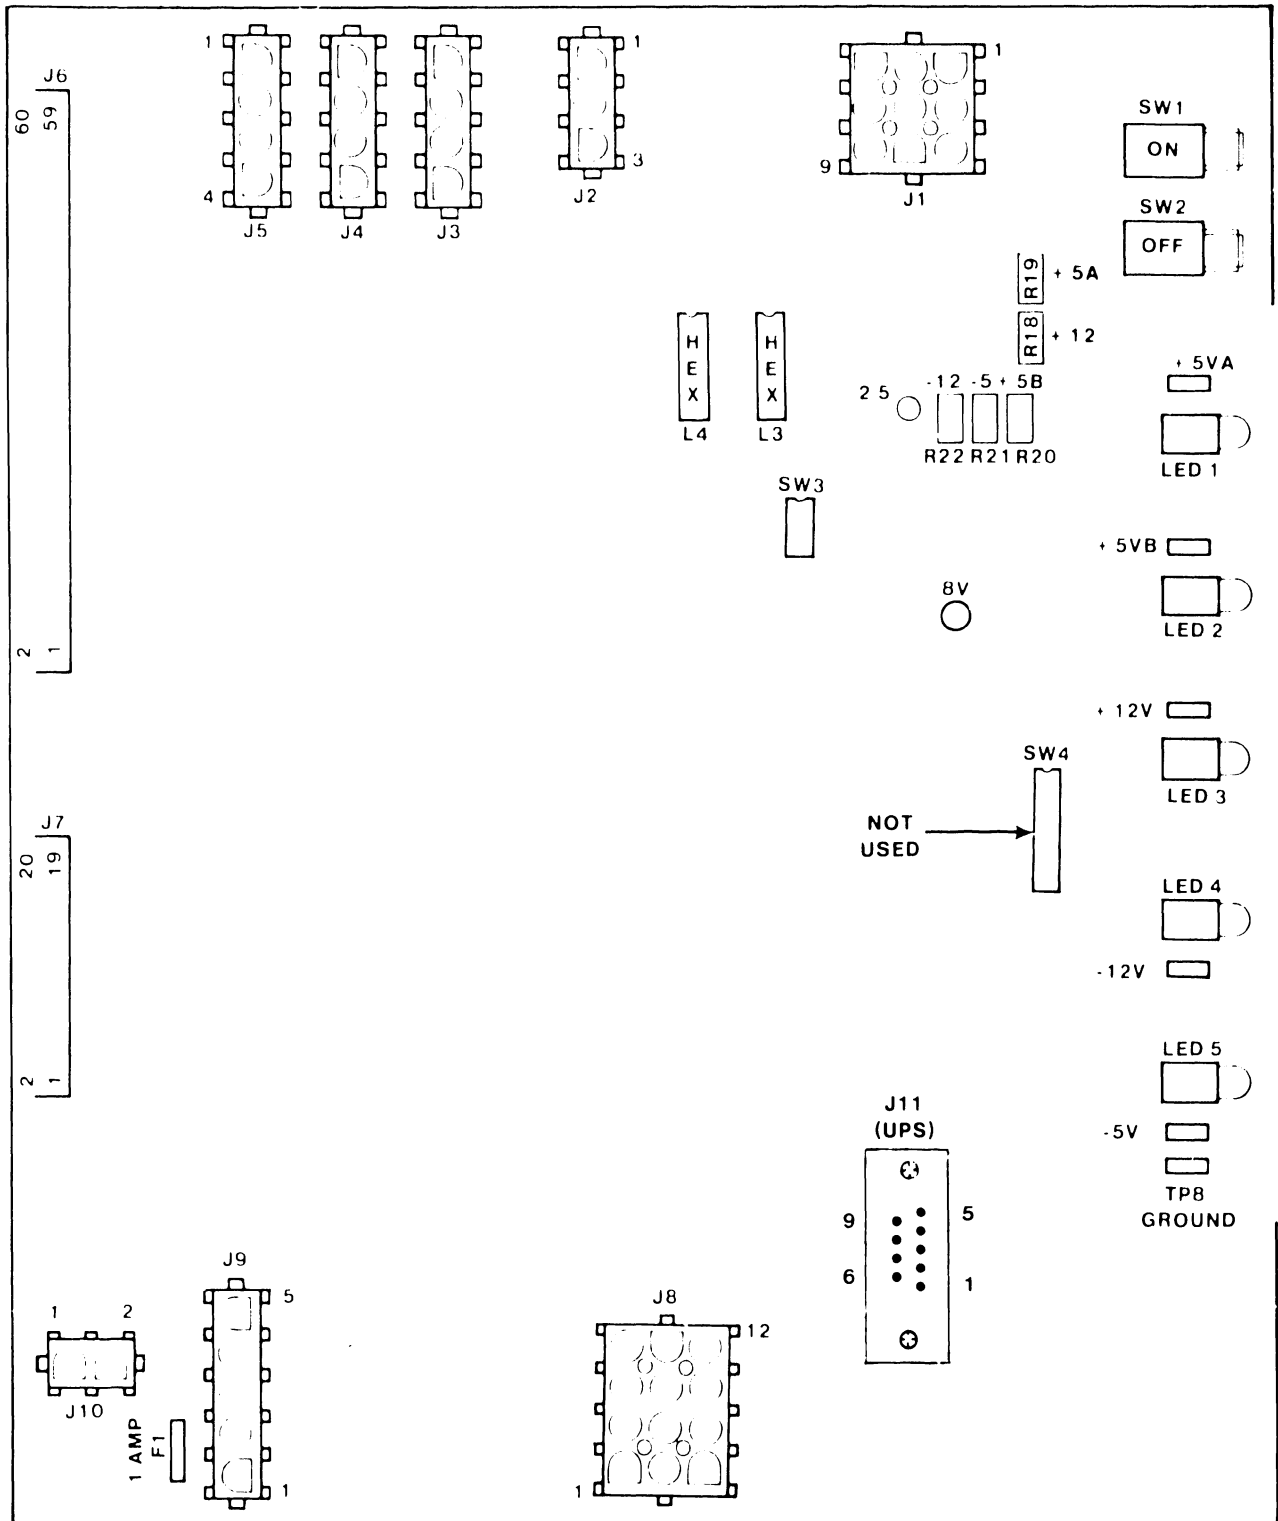 1
J6
60
59
2
1
4
J5
J4
J3
1
3
J2
1
9
J1
SW1
ON
SW2
OFF
R19
+ 5A
R18
+ 12
HEX
L4
HEX
L3
2 5
-12 -5 + 5B
R22 R21 R20
+ 5VA
LED 1
SW3
+ 5VB
LED 2
8V
+ 12V
LED 3
SW4
NOT
USED
J7
20
19
2
1
LED 4
-12V
LED 5
-5V
TP8
GROUND
J11
(UPS)
9
5
6
1
J9
5
1
1
2
J10
1 AMP
F1
J8
12
1